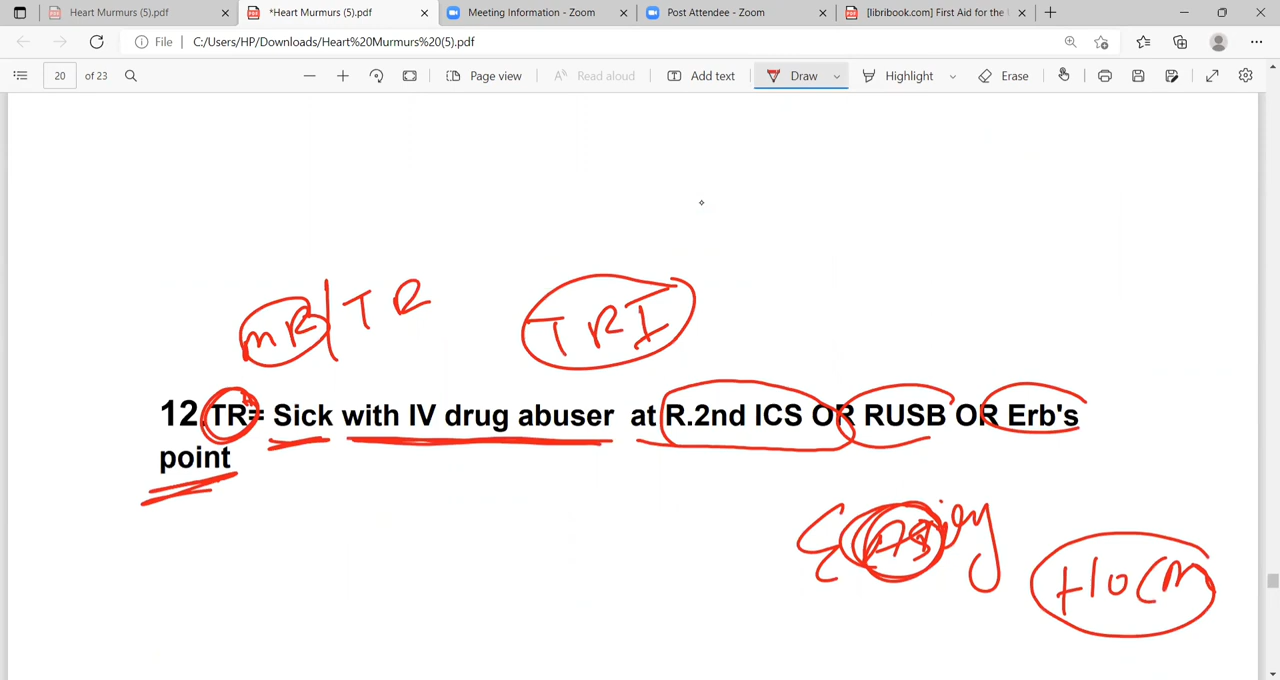 Heart Murmurs (5).pdf *Heart Murmurs (5).pdf Meeting Information - Zoom Post Attendee - Zoom [libribook.com] First Aid for the
File C:/Users/HP/Downloads/Heart%20Murmurs%20(5).pdf
20 of 23 Page view Read aloud Add text Draw Highlight Erase
MR TR TRI
12.TR= Sick with IV drug abuser at R.2nd ICS OR RUSB OR Erb's
point
HOCM